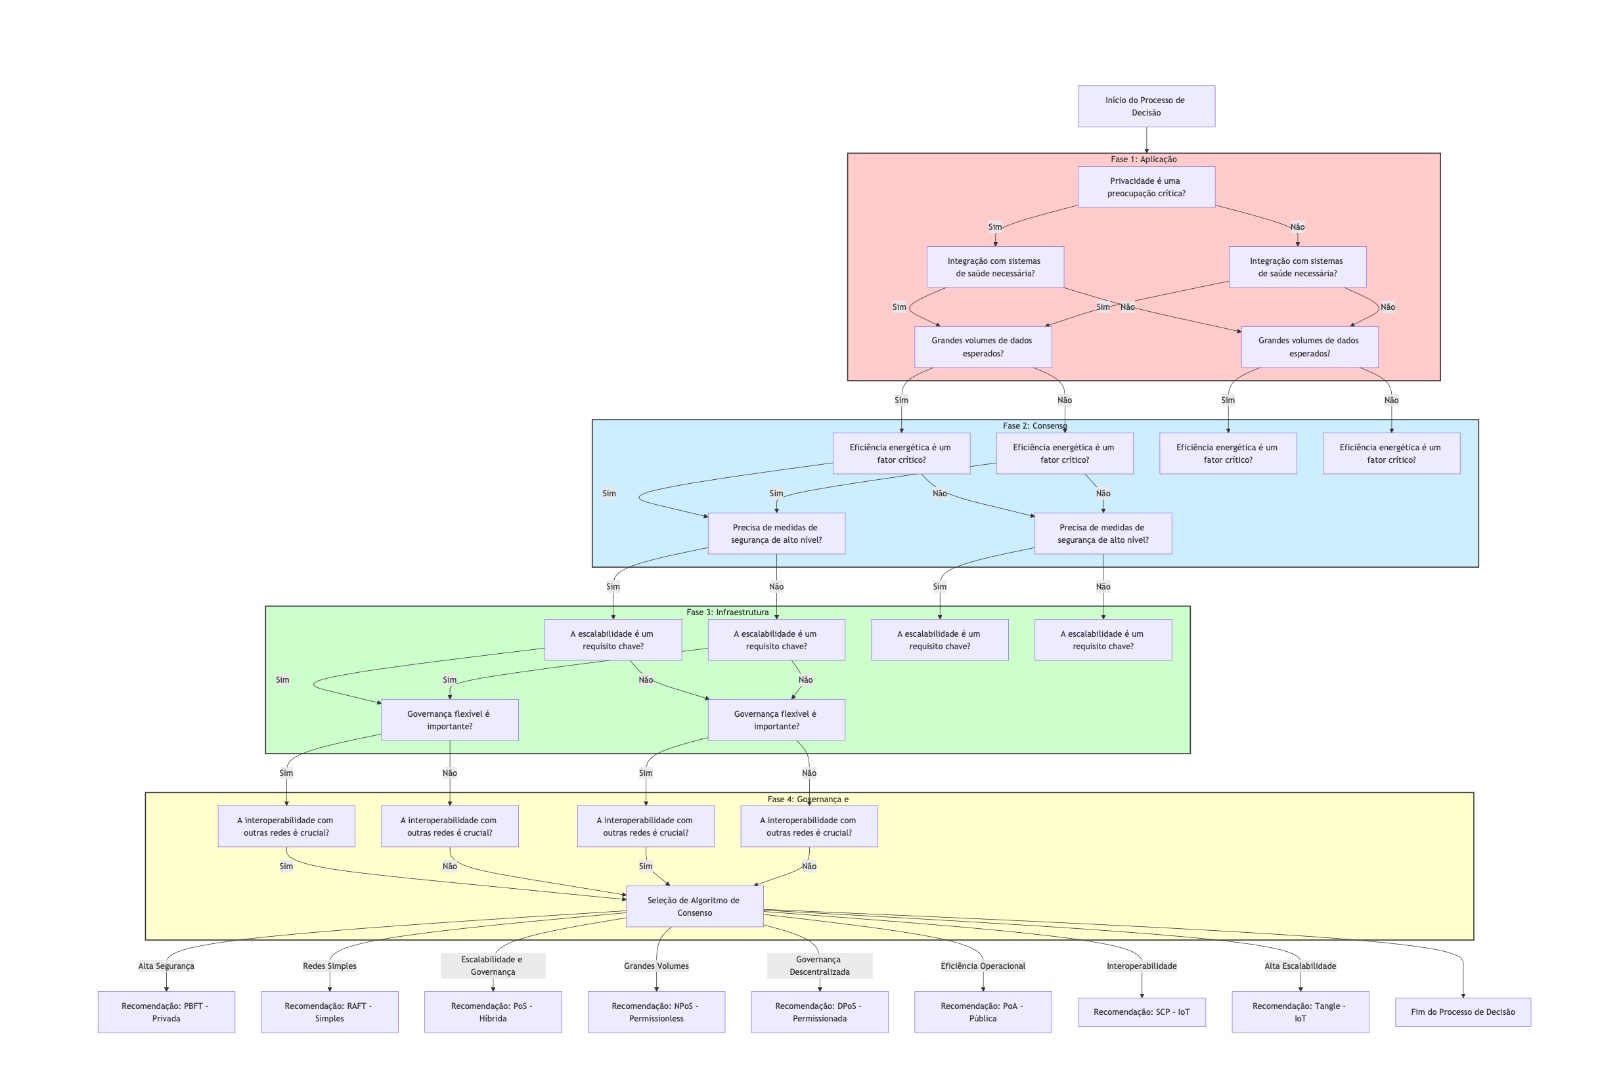 Início do Processo de
Decisão
Fase 1: Aplicação
Privacidade é uma
preocupação crítica?
Sim
Não
Integração com sistemas
de saúde necessária?
Integração com sistemas
de saúde necessária?
Sim
Sim
Não
Não
Grandes volumes de dados
esperados?
Grandes volumes de dados
esperados?
Sim
Não
Sim
Não
Fase 2: Consenso
Eficiência energética é um
fator crítico?
Eficiência energética é um
fator crítico?
Eficiência energética é um
fator crítico?
Eficiência energética é um
fator crítico?
Sim
Sim
Não
Não
Precisa de medidas de
segurança de alto nível?
Precisa de medidas de
segurança de alto nível?
Sim
Não
Sim
Não
Fase 3: Infraestrutura
A escalabilidade é um
requisito chave?
A escalabilidade é um
requisito chave?
A escalabilidade é um
requisito chave?
A escalabilidade é um
requisito chave?
Sim
Sim
Não
Não
Governança flexível é
importante?
Governança flexível é
importante?
Sim
Não
Sim
Não
Fase 4: Governança e
A interoperabilidade com
outras redes é crucial?
A interoperabilidade com
outras redes é crucial?
A interoperabilidade com
outras redes é crucial?
A interoperabilidade com
outras redes é crucial?
Sim
Não
Sim
Não
Seleção de Algoritmo de
Consenso
Alta Segurança
Redes Simples
Escalabilidade e
Governança
Grandes Volumes
Governança
Descentralizada
Eficiência Operacional
Interoperabilidade
Alta Escalabilidade
Recomendação: PBFT -
Privada
Recomendação: RAFT -
Simples
Recomendação: PoS -
Híbrida
Recomendação: NPoS -
Permissionless
Recomendação: DPoS -
Permissionada
Recomendação: PoA -
Pública
Recomendação: SCP - IoT
Recomendação: Tangle -
IoT
Fim do Processo de Decisão